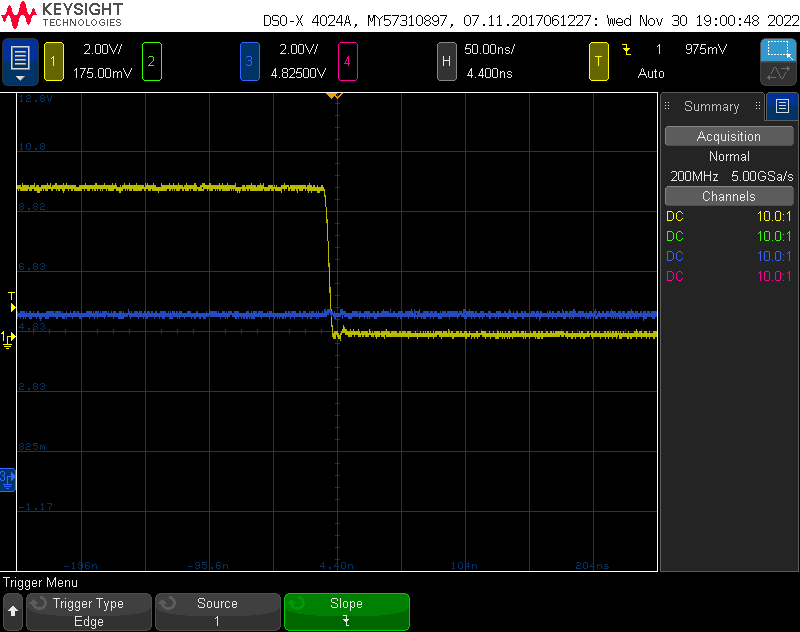 KEYSIGHT
TECHNOLOGIES
DSO-X 4024A, MY57310897, 07.11.2017061227: Wed Nov 30 19:00:48 2022
1 2.00V/ 2 3 2.00V/ 4 H 50.00ns/ T 1 975mV
175.00mV 4.82500V 4.400ns Auto
12.8V
10.8
8.82
6.83
4.83
2.83
825m
-1.17
-196n -95.6n 4.40n 104n 204ns
T
1
3
Summary
Acquisition
Normal
200MHz 5.00GSa/s
Channels
DC 10.0:1
DC 10.0:1
DC 10.0:1
DC 10.0:1
Trigger Menu
Trigger Type
Edge
Source
1
Slope